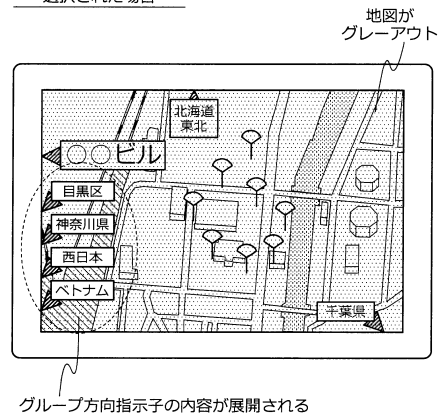 選択された場合
地図が
グレーアウト
北海道
東北
○○ビル
目黒区
神奈川県
西日本
ベトナム
千葉県
グループ方向指示子の内容が展開される